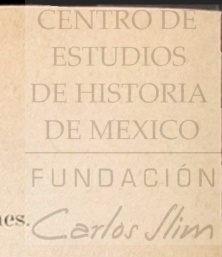 CENTRO DE
ESTUDIOS
DE HISTORIA
DE MEXICO
FUNDACIÓN
Carlos Slim